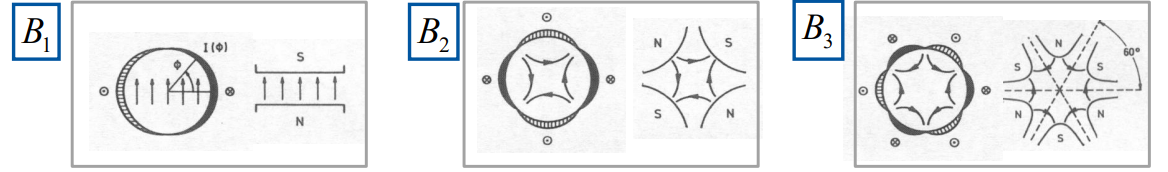 B₁
I(ϕ)
ϕ
⊙
⊗
S
N
B₂
⊙
⊗
⊗
⊙
N
S
S
N
B₃
⊗
⊙
⊙
⊗
⊗
⊙
N
60°
S
S
N
N
S